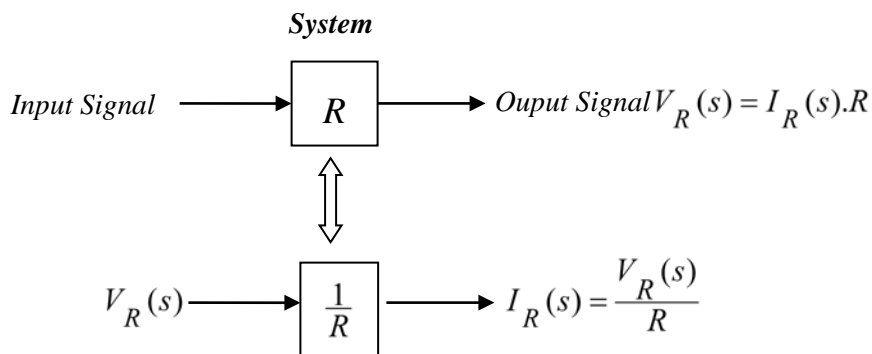 System
Input Signal
R
Ouput Signal V_R(s) = I_R(s).R
V_R(s)
1/R
I_R(s) = V_R(s)/R